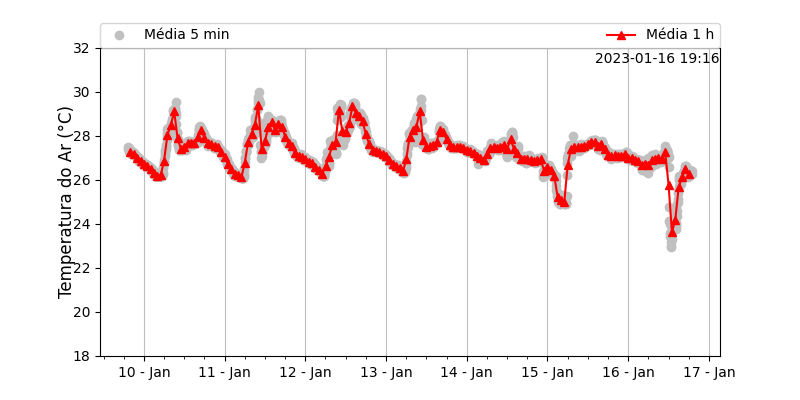 Média 5 min
Média 1 h
2023-01-16 19:16
Temperatura do Ar (°C)
32
30
28
26
24
22
20
18
10 - Jan
11 - Jan
12 - Jan
13 - Jan
14 - Jan
15 - Jan
16 - Jan
17 - Jan